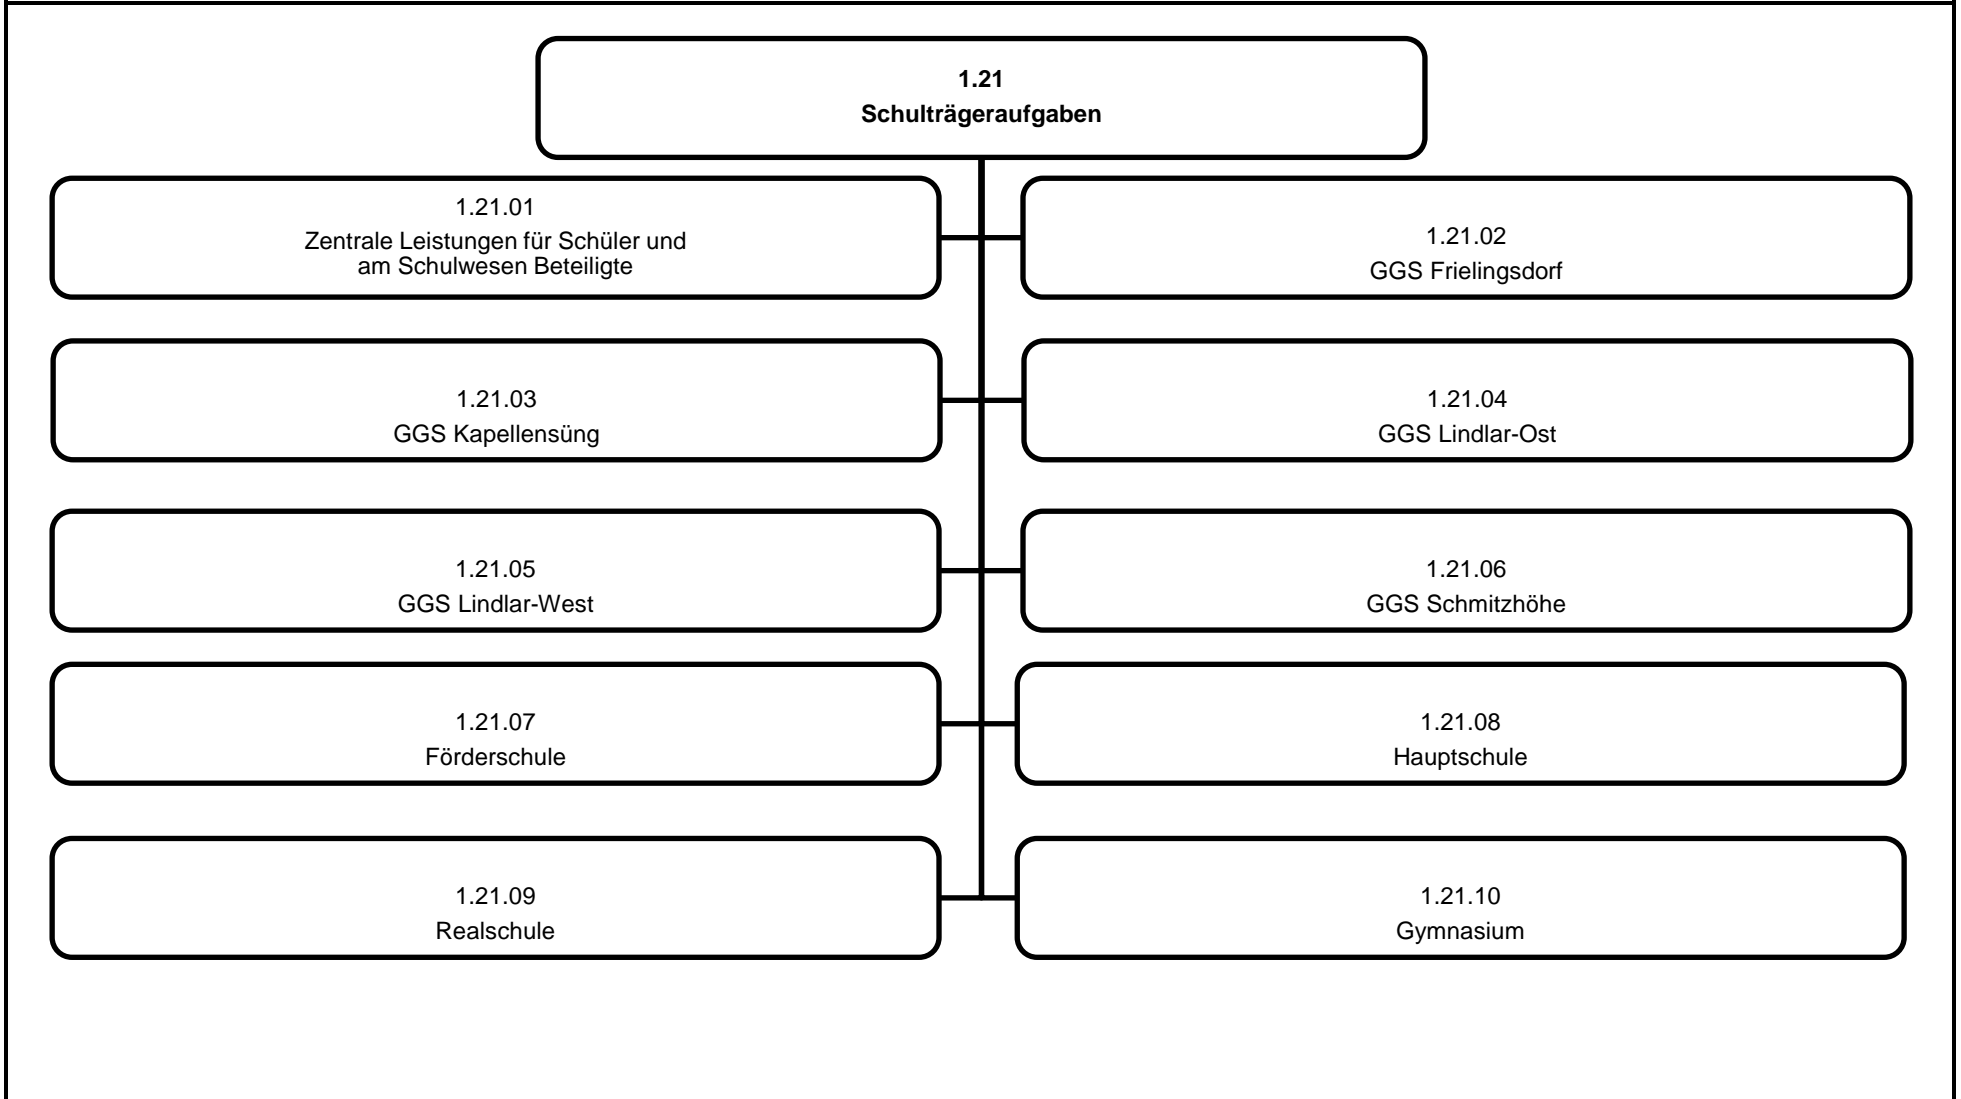 1.21
Schulträgeraufgaben
1.21.01
Zentrale Leistungen für Schüler und
am Schulwesen Beteiligte
1.21.02
GGS Frielingsdorf
1.21.03
GGS Kapellensüng
1.21.04
GGS Lindlar-Ost
1.21.05
GGS Lindlar-West
1.21.06
GGS Schmitzhöhe
1.21.07
Förderschule
1.21.08
Hauptschule
1.21.09
Realschule
1.21.10
Gymnasium